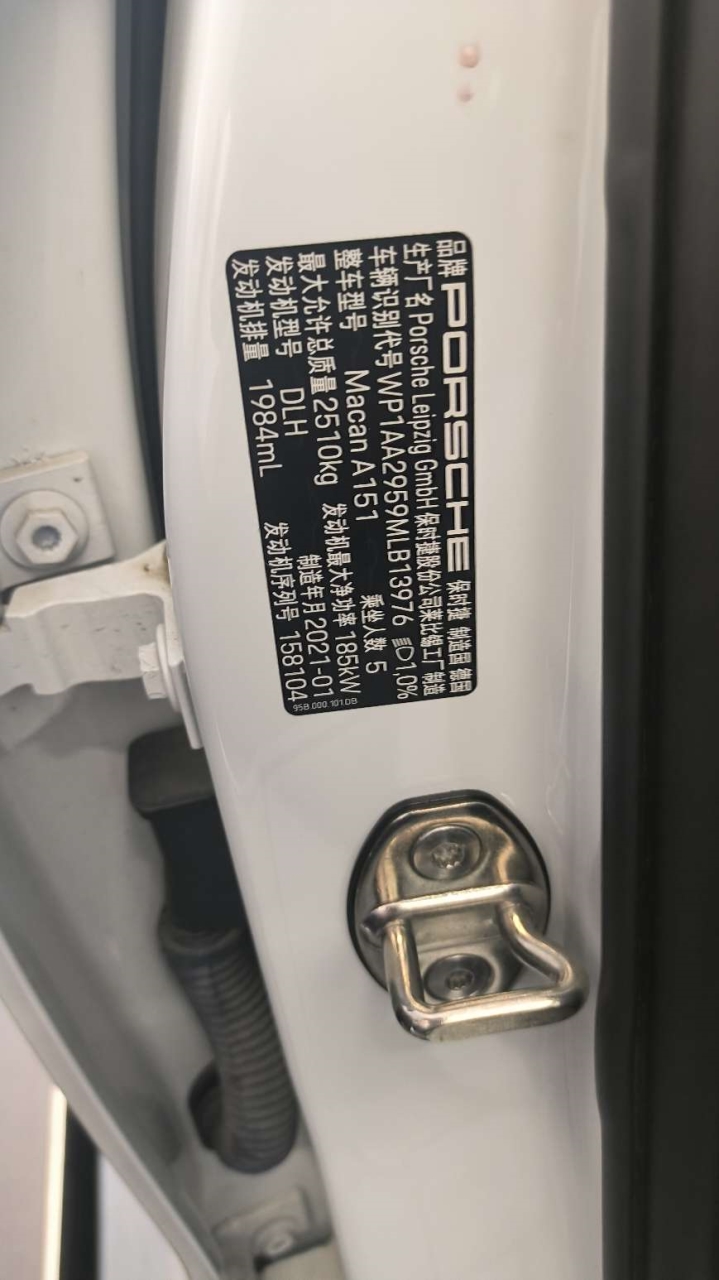 品牌 PORSCHE 保时捷 制造国 德国
生产厂名 Porsche Leipzig GmbH 保时捷股份公司莱比锡工厂制造
车辆识别代号 WP1AA2959MLB13976 1,0%
整车型号 Macan A151 乘坐人数 5
最大允许总质量 2510kg 发动机最大净功率 185kW
发动机型号 DLH 制造年月 2021-01
发动机排量 1984mL 发动机序列号 158104
95B.000.101.DB